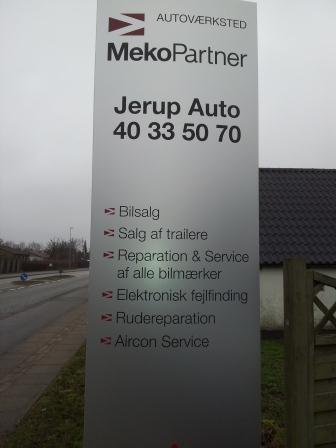 AUTOVÆRKSTED
MekoPartner
Jerup Auto
40 33 50 70
Bilsalg
Salg af trailere
Reparation & Service
af alle bilmærker
Elektronisk fejlfinding
Rudereparation
Aircon Service